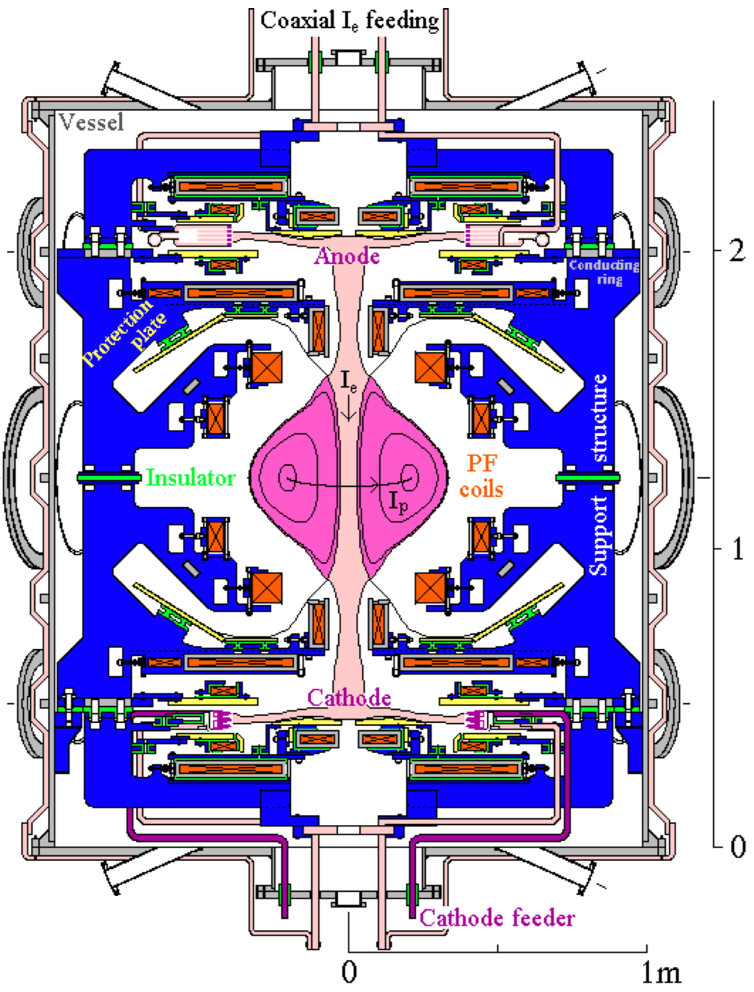 Coaxial Ie feeding
Vessel
Anode
2
Conducting
ring
Protection
plate
Ie
Support structure
Insulator
PF
coils
Ip
1
Cathode
0
Cathode feeder
0
1m